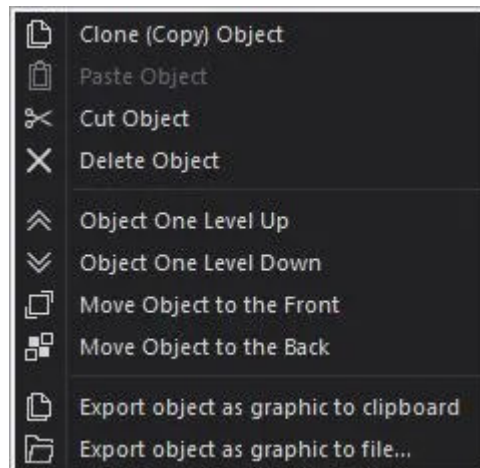 Clone (Copy) Object
Paste Object
Cut Object
Delete Object
Object One Level Up
Object One Level Down
Move Object to the Front
Move Object to the Back
Export object as graphic to clipboard
Export object as graphic to file...